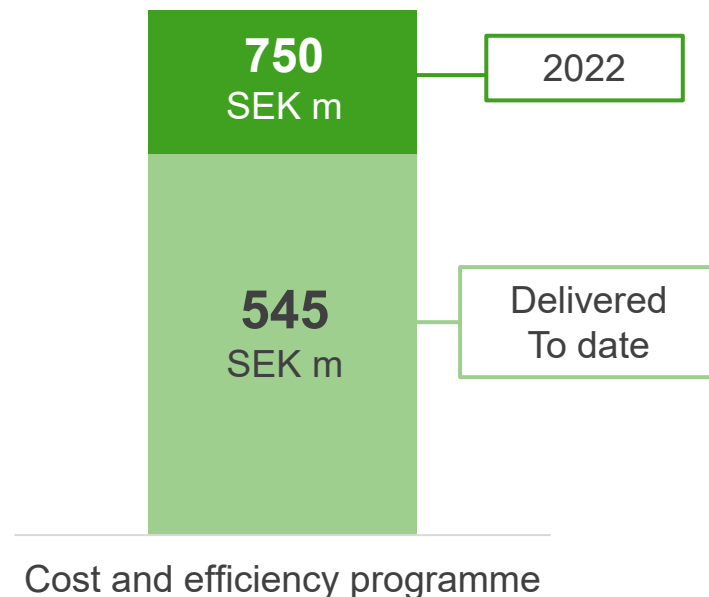 750
SEK m
2022
545
SEK m
Delivered
To date
Cost and efficiency programme